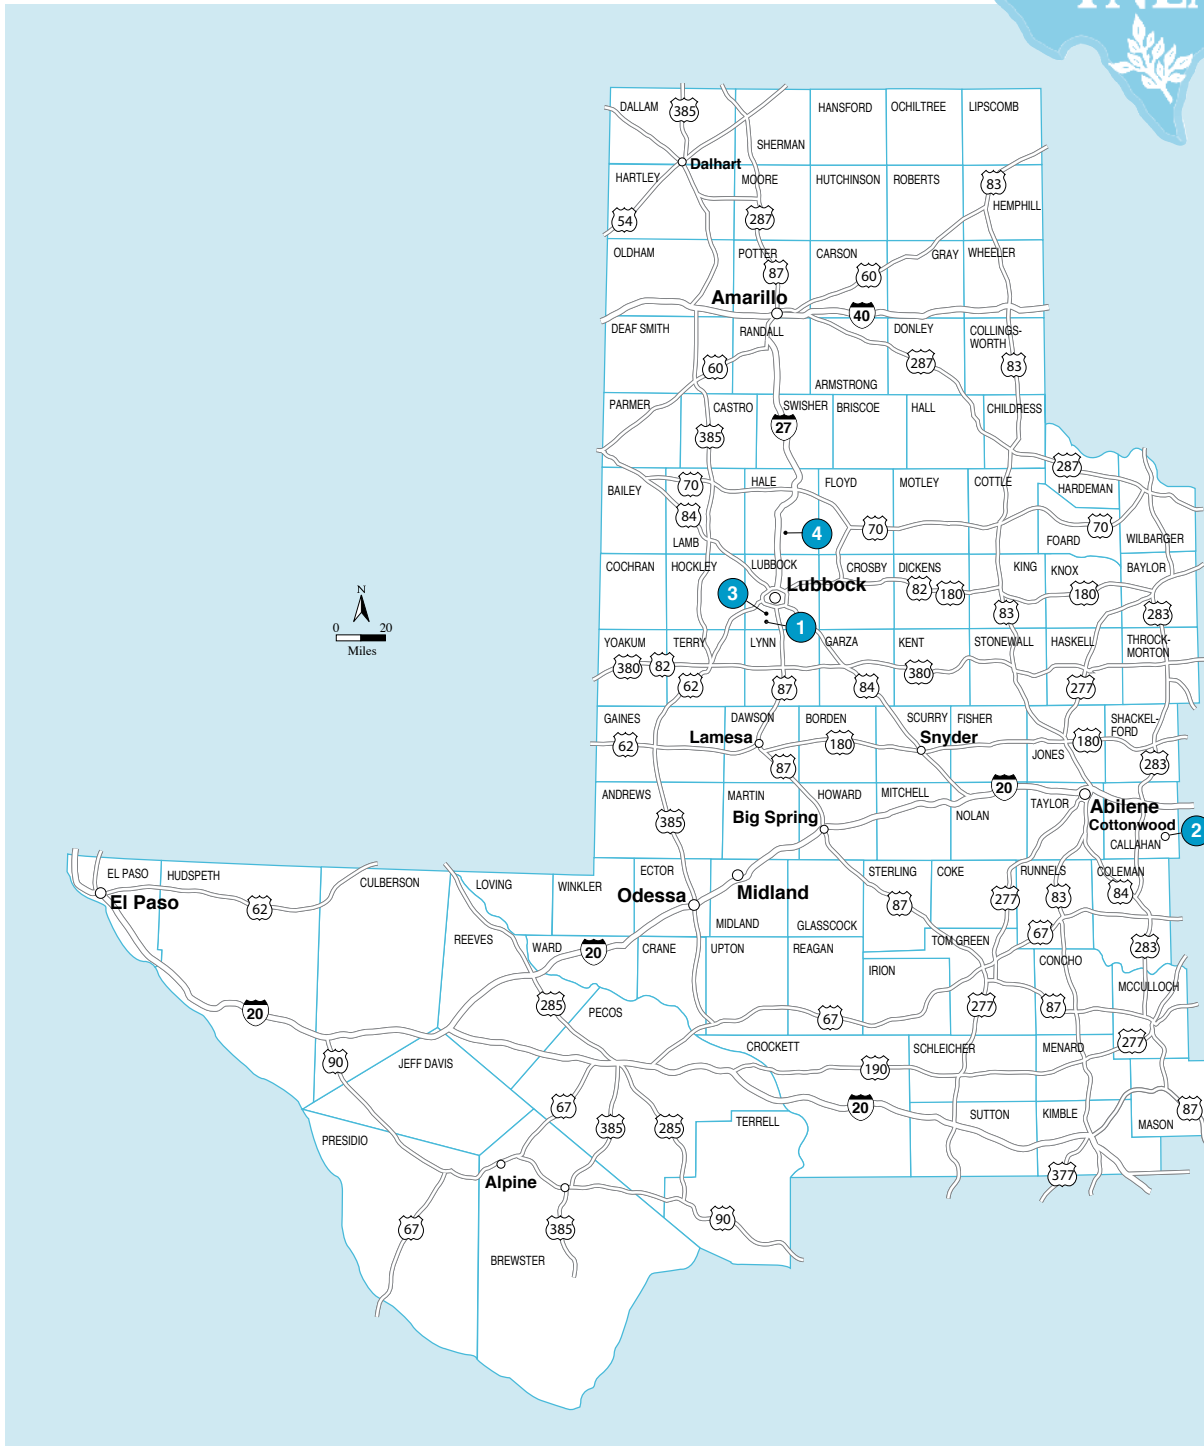 DALLAM
385
HANSFORD
OCHILTREE
LIPSCOMB
SHERMAN
Dalhart
HARTLEY
MOORE
HUTCHINSON
ROBERTS
83
HEMPHILL
54
287
OLDHAM
POTTER
CARSON
GRAY
WHEELER
87
60
Amarillo
40
DEAF SMITH
RANDALL
DONLEY
COLLINGS-
WORTH
60
287
83
ARMSTRONG
PARMER
CASTRO
SWISHER
BRISCOE
HALL
CHILDRESS
27
385
287
BAILEY
70
HALE
FLOYD
MOTLEY
COTTLE
HARDEMAN
84
4
70
70
LAMB
FOARD
WILBARGER
COCHRAN
HOCKLEY
LUBBOCK
CROSBY
DICKENS
KING
KNOX
BAYLOR
Lubbock
82
180
180
3
83
283
1
N
0
20
Miles
YOAKUM
TERRY
LYNN
GARZA
KENT
STONEWALL
HASKELL
THROCK-
MORTON
380
82
62
87
84
380
277
GAINES
DAWSON
BORDEN
SCURRY
FISHER
SHACKEL-
FORD
62
Lamesa
180
Snyder
180
JONES
87
283
ANDREWS
MARTIN
HOWARD
MITCHELL
20
NOLAN
TAYLOR
Abilene
385
Big Spring
Cottonwood
2
CALLAHAN
EL PASO
HUDSPETH
CULBERSON
LOVING
WINKLER
ECTOR
STERLING
COKE
RUNNELS
COLEMAN
El Paso
62
Odessa
Midland
87
277
83
84
MIDLAND
GLASSCOCK
REEVES
WARD
20
CRANE
UPTON
REAGAN
TOM GREEN
67
283
IRION
CONCHO
MCCULLOCH
20
285
PECOS
67
277
87
277
90
JEFF DAVIS
CROCKETT
SCHLEICHER
MENARD
190
67
20
SUTTON
KIMBLE
87
MASON
PRESIDIO
385
285
TERRELL
Alpine
377
67
385
90
BREWSTER